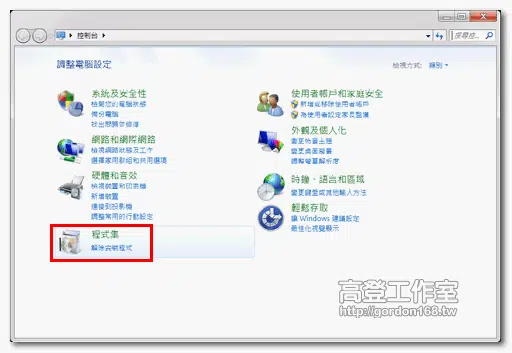 控制台
搜尋控...
調整電腦設定
檢視方式: 類別
系統及安全性
檢閱您的電腦狀態
備份電腦
找出問題並修復
網路和網際網路
檢視網路狀態及工作
選擇家用群組和共用選項
硬體和音效
檢視裝置和印表機
新增裝置
連接到投影機
調整常用的行動設定
程式集
解除安裝程式
使用者帳戶和家庭安全
新增或移除使用者帳戶
為使用者設定家長監護
外觀及個人化
變更佈景主題
變更桌面背景
調整螢幕解析度
時鐘、語言和區域
變更鍵盤或其他輸入方法
輕鬆存取
讓 Windows 建議設定
最佳化視覺顯示
高登工作室
http://gordon168.tw